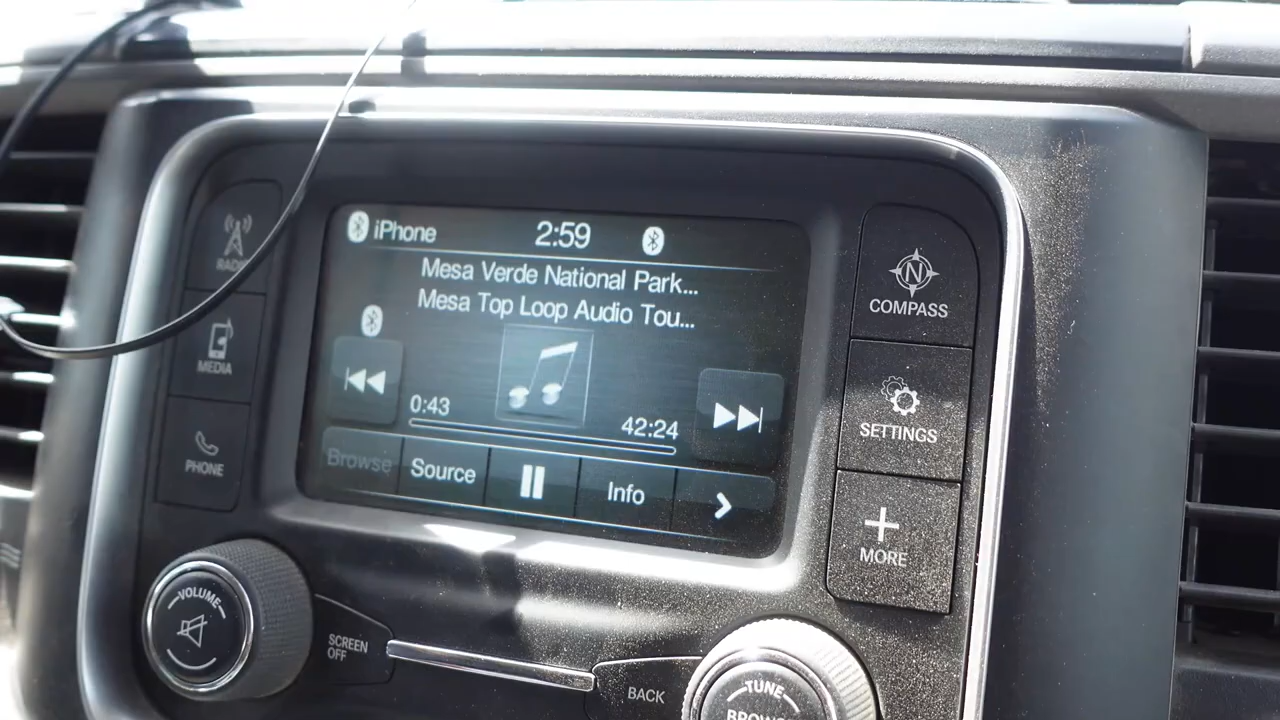 iPhone 2:59
Mesa Verde National Park...
Mesa Top Loop Audio Tou...
0:43 42:24
Browse Source Info
RADIO
MEDIA
PHONE
N
COMPASS
SETTINGS
MORE
VOLUME
SCREEN
OFF
BACK
TUNE
BROWSE